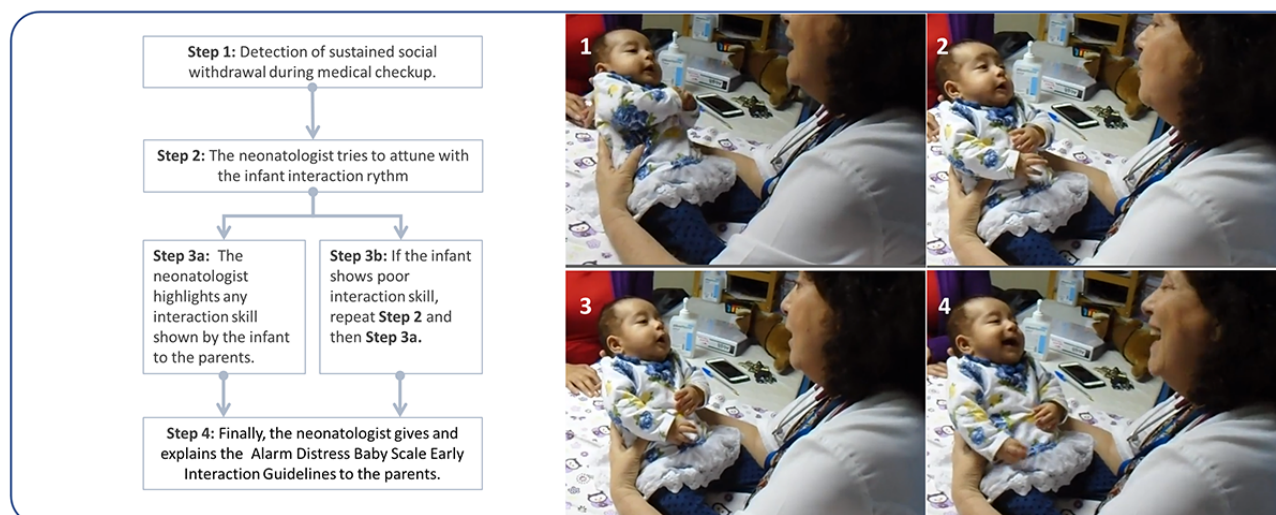 Step 1: Detection of sustained social
withdrawal during medical checkup.
Step 2: The neonatologist tries to attune with
the infant interaction rythm
Step 3a: The
neonatologist
highlights any
interaction skill
shown by the infant
to the parents.
Step 3b: If the infant
shows poor
interaction skill,
repeat Step 2 and
then Step 3a.
Step 4: Finally, the neonatologist gives and
explains the Alarm Distress Baby Scale Early
Interaction Guidelines to the parents.
1
2
3
4